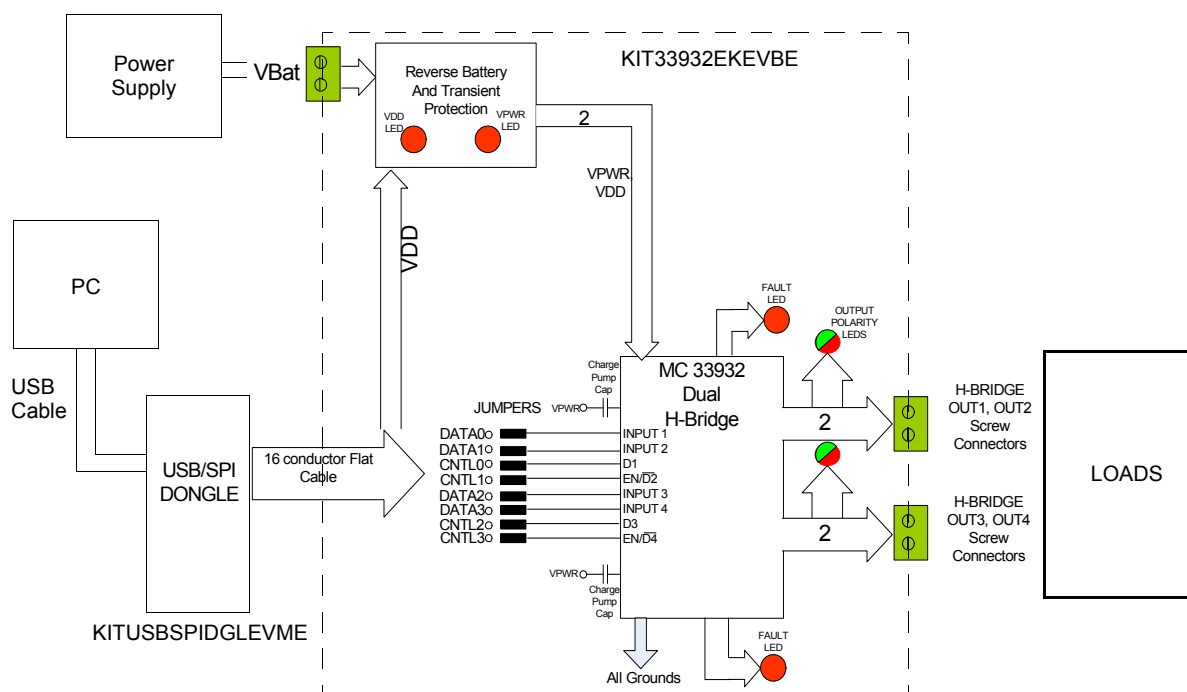 Power
Supply
VBat
Reverse Battery
And Transient
Protection
VDD
LED
VPWR
LED
KIT33932EKEVBE
2
VPWR,
VDD
VDD
PC
USB
Cable
USB/SPI
DONGLE
16 conductor Flat
Cable
KITUSBSPIDGLEVME
FAULT
LED
OUTPUT
POLARITY
LEDS
Charge
Pump
Cap
VPWR
MC 33932
Dual
H-Bridge
JUMPERS
DATA0 INPUT 1
DATA1 INPUT 2
CNTL0 D1
CNTL1 EN/D2
DATA2 INPUT 3
DATA3 INPUT 4
CNTL2 D3
CNTL3 EN/D4
VPWR
Charge
Pump
Cap
2
2
H-BRIDGE
OUT1, OUT2
Screw
Connectors
H-BRIDGE
OUT3, OUT4
Screw
Connectors
LOADS
All Grounds
FAULT
LED